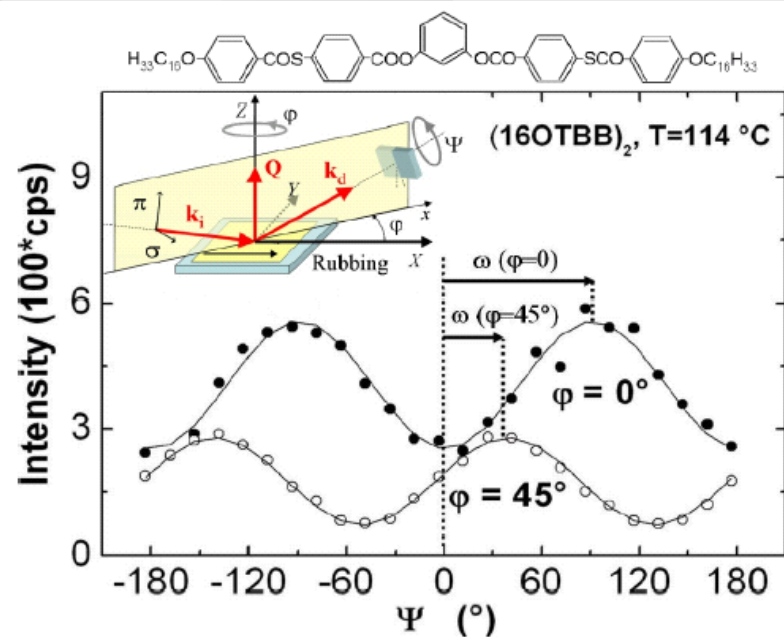 H33C16O COS COO OCO SCO OC16H33
(16OTBB)2, T=114 °C
Z
φ
Ψ
Q
kd
Y
π
ki
x
φ
σ
X
Rubbing
ω (φ=0)
ω (φ=45°)
φ = 0°
φ = 45°
Intensity (100*cps)
9
6
3
0
-180 -120 -60 0 60 120 180
Ψ (°)